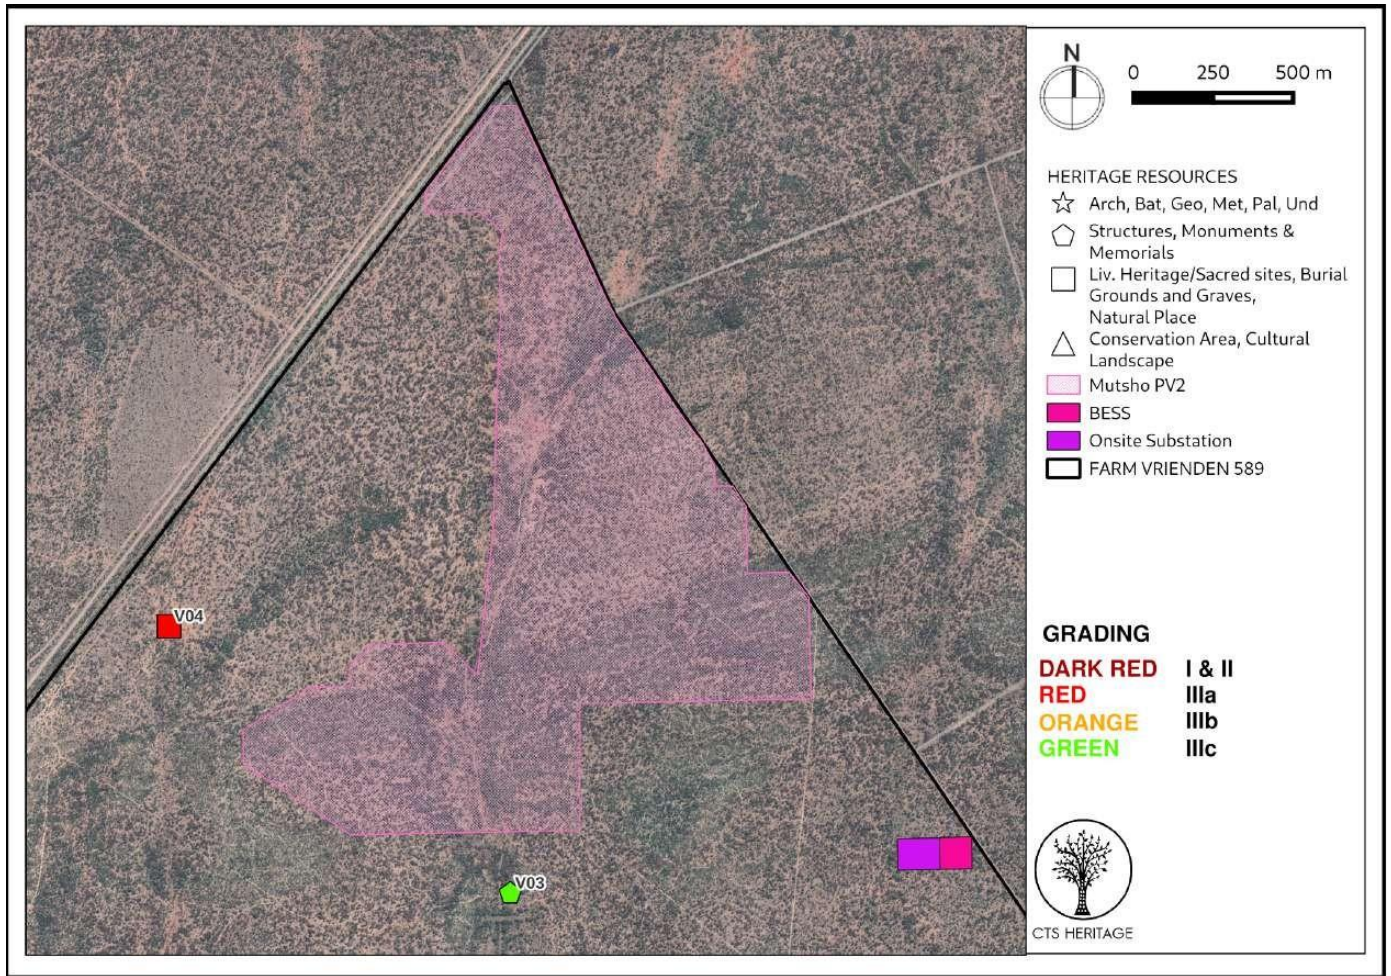 N
0 250 500 m
HERITAGE RESOURCES
Arch, Bat, Geo, Met, Pal, Und
Structures, Monuments &
Memorials
Liv. Heritage/Sacred sites, Burial
Grounds and Graves,
Natural Place
Conservation Area, Cultural
Landscape
Mutsho PV2
BESS
Onsite Substation
FARM VRIENDEN 589
V04
V03
GRADING
DARK RED I & II
RED IIIa
ORANGE IIIb
GREEN IIIc
CTS HERITAGE